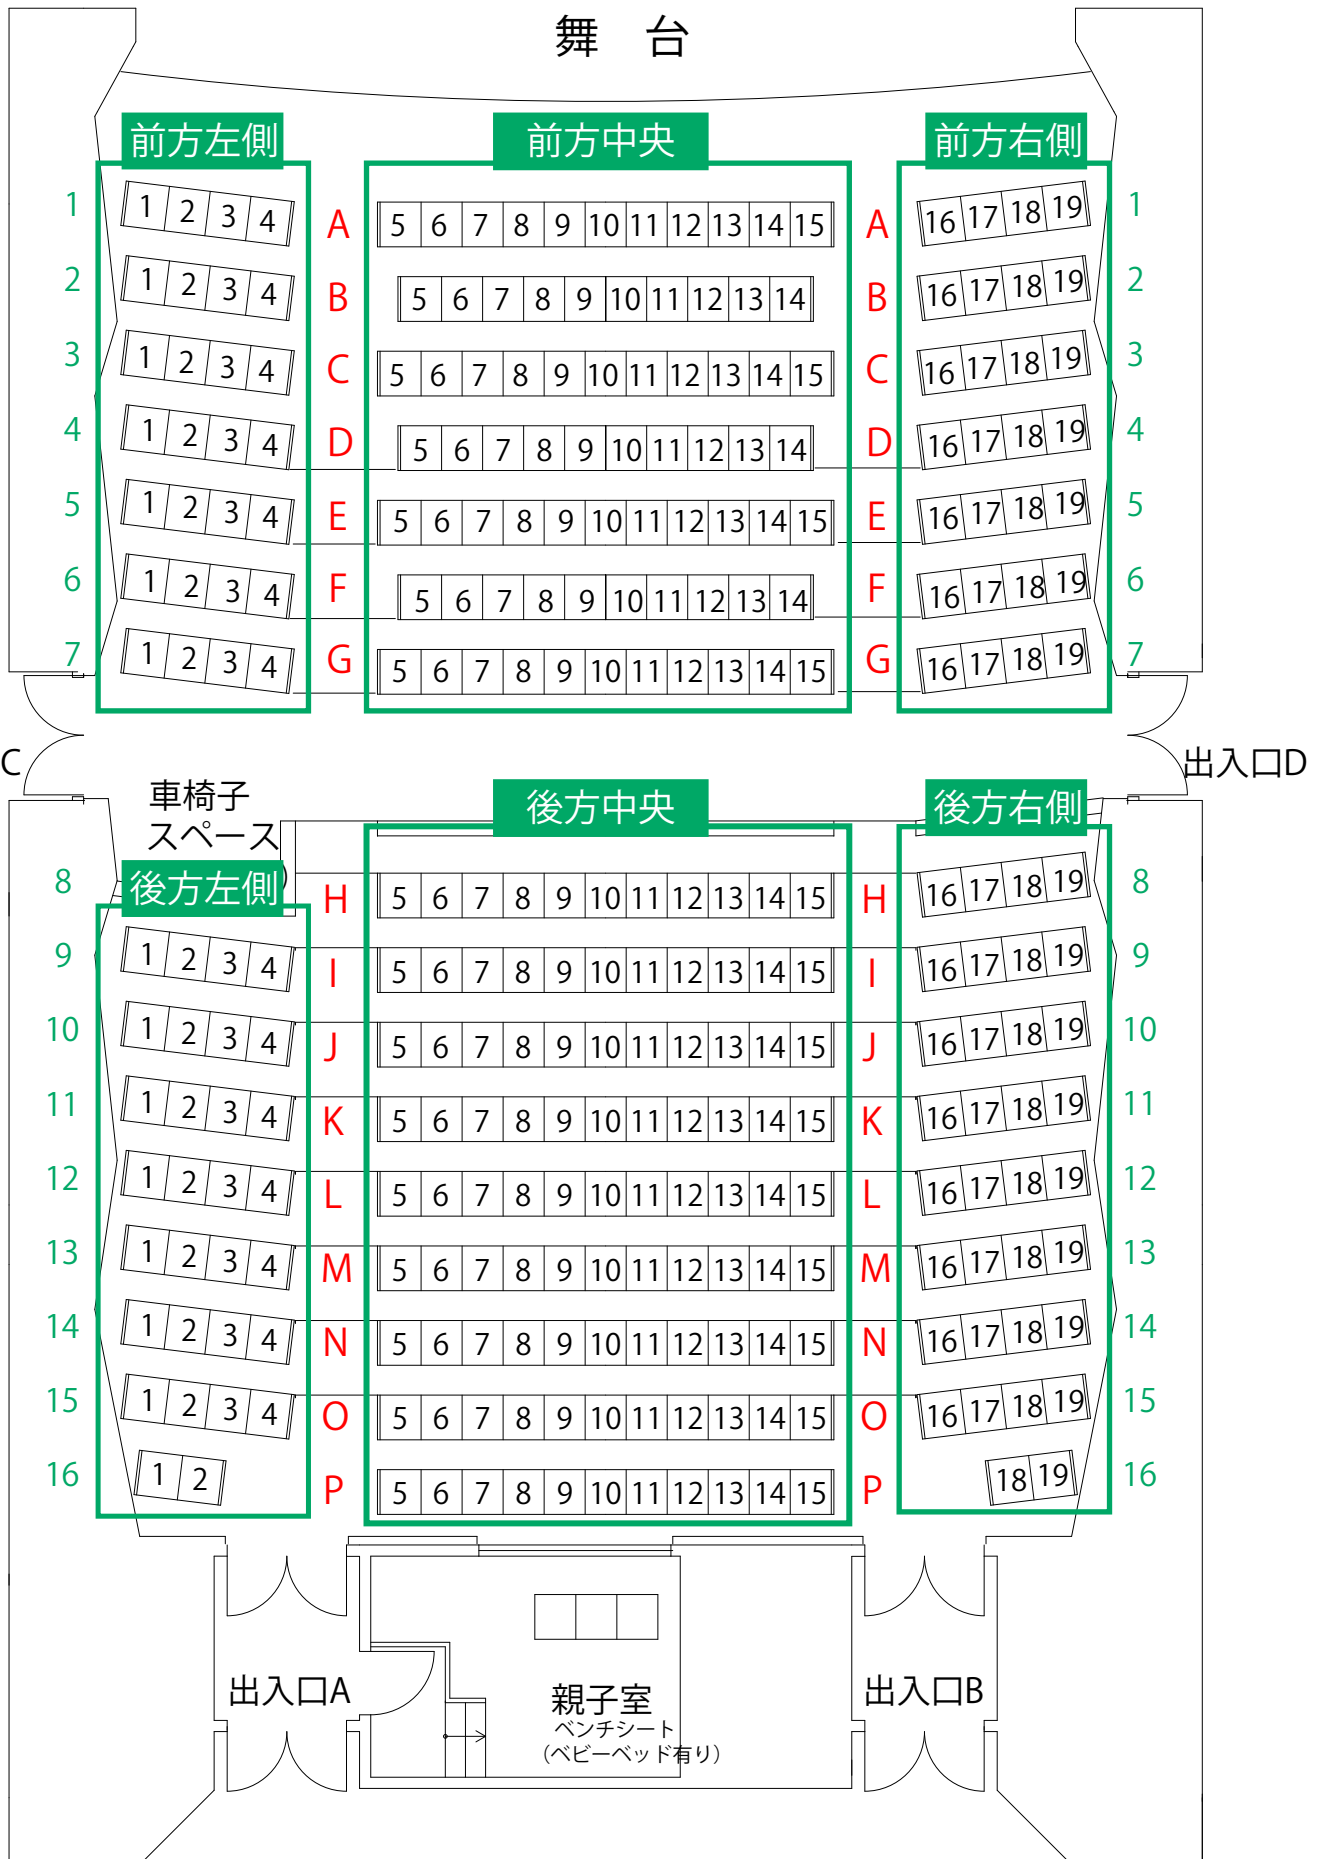 舞 台
前方左側 前方中央 前方右側
1 1 2 3 4 A 5 6 7 8 9 10 11 12 13 14 15 A 16 17 18 19 1
2 1 2 3 4 B 5 6 7 8 9 10 11 12 13 14 B 16 17 18 19 2
3 1 2 3 4 C 5 6 7 8 9 10 11 12 13 14 15 C 16 17 18 19 3
4 1 2 3 4 D 5 6 7 8 9 10 11 12 13 14 D 16 17 18 19 4
5 1 2 3 4 E 5 6 7 8 9 10 11 12 13 14 15 E 16 17 18 19 5
6 1 2 3 4 F 5 6 7 8 9 10 11 12 13 14 F 16 17 18 19 6
7 1 2 3 4 G 5 6 7 8 9 10 11 12 13 14 15 G 16 17 18 19 7
C 出入口D
車椅子
スペース
後方中央 後方右側
後方左側
8 H 5 6 7 8 9 10 11 12 13 14 15 H 16 17 18 19 8
9 1 2 3 4 I 5 6 7 8 9 10 11 12 13 14 15 I 16 17 18 19 9
10 1 2 3 4 J 5 6 7 8 9 10 11 12 13 14 15 J 16 17 18 19 10
11 1 2 3 4 K 5 6 7 8 9 10 11 12 13 14 15 K 16 17 18 19 11
12 1 2 3 4 L 5 6 7 8 9 10 11 12 13 14 15 L 16 17 18 19 12
13 1 2 3 4 M 5 6 7 8 9 10 11 12 13 14 15 M 16 17 18 19 13
14 1 2 3 4 N 5 6 7 8 9 10 11 12 13 14 15 N 16 17 18 19 14
15 1 2 3 4 O 5 6 7 8 9 10 11 12 13 14 15 O 16 17 18 19 15
16 1 2 P 5 6 7 8 9 10 11 12 13 14 15 P 18 19 16
出入口A 親子室 出入口B
ベンチシート
（ベビーベッド有り）